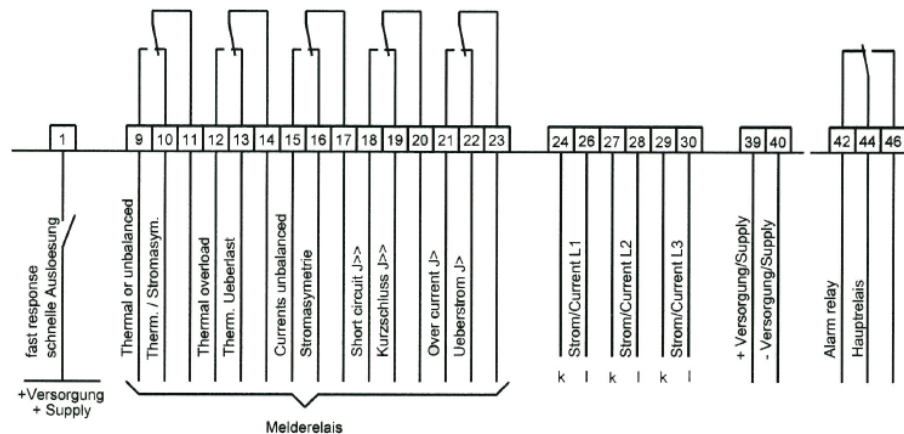 1
9 10 11 12 13 14 15 16 17 18 19 20 21 22 23
24 26 27 28 29 30
39 40
42 44 46
fast response
schnelle Ausloesung
Thermal or unbalanced
Therm. / Stromasym.
Thermal overload
Therm. Ueberlast
Currents unbalanced
Stromasymetrie
Short circuit J>>
Kurzschluss J>>
Over current J>
Ueberstrom J>
Strom/Current L1
Strom/Current L2
Strom/Current L3
+ Versorgung/Supply
- Versorgung/Supply
Alarm relay
Hauptrelais
k l k l k l
+Versorgung
+ Supply
Melderelais